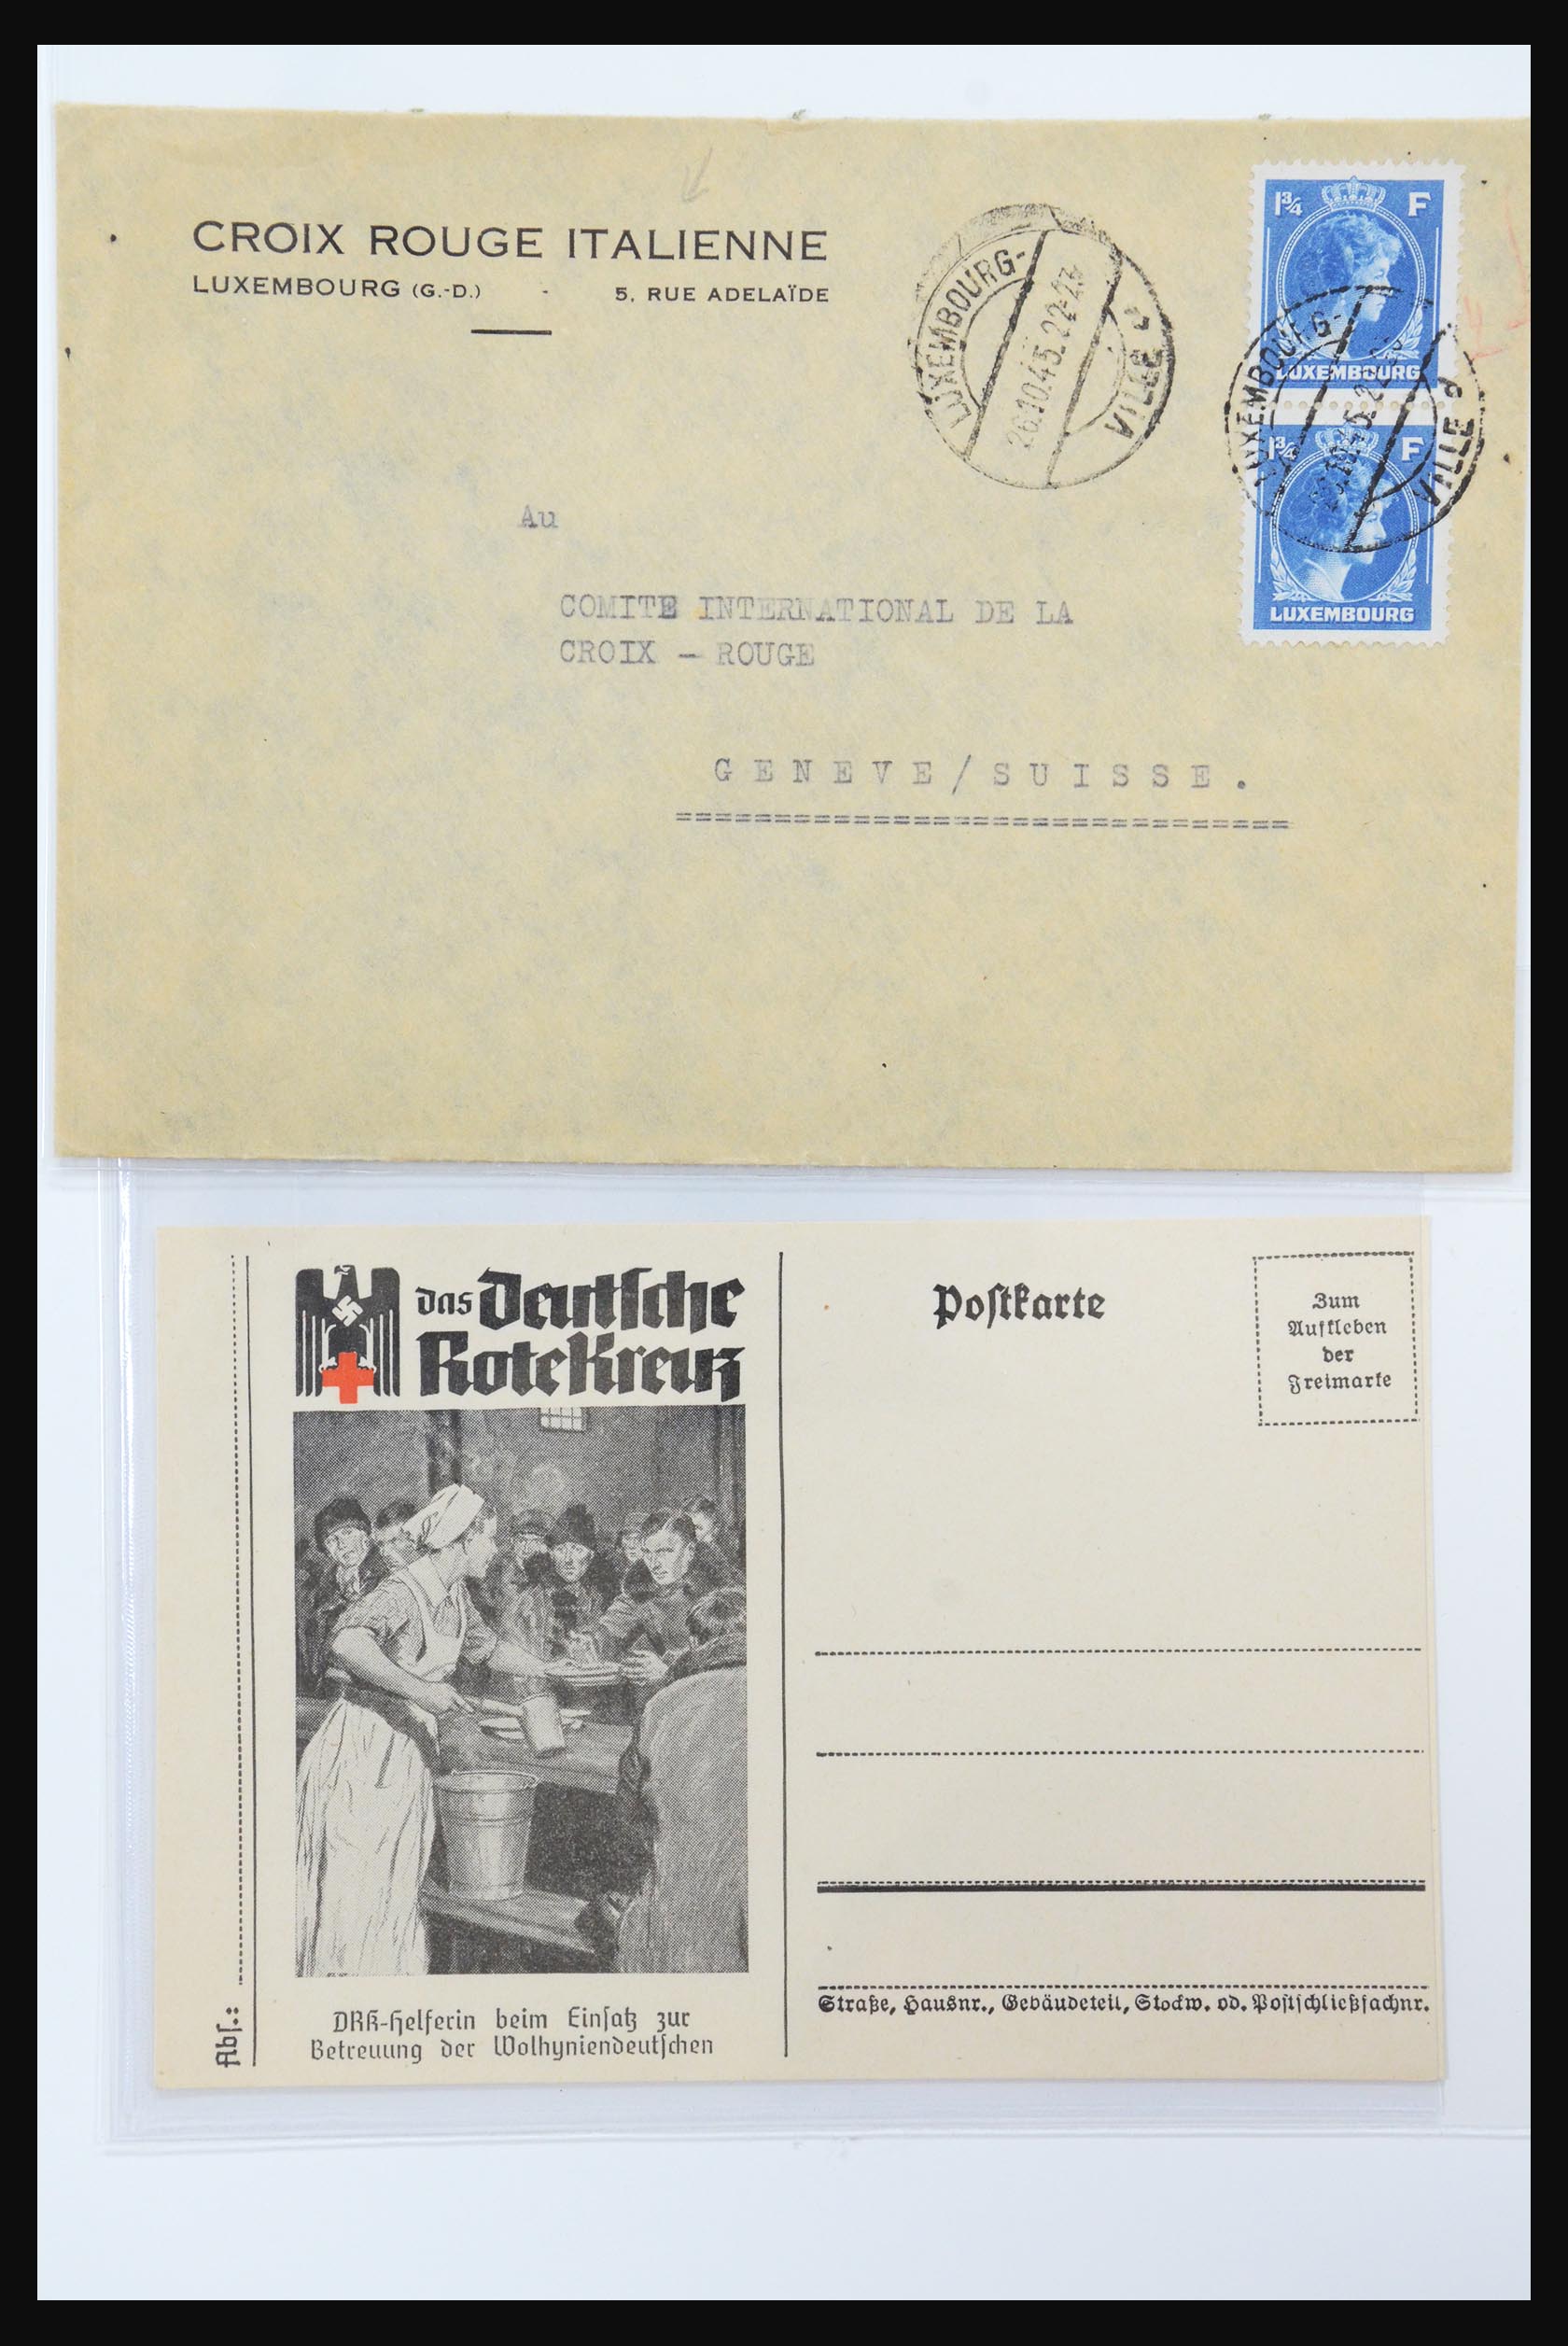 CROIX ROUGE ITALIENNE
LUXEMBOURG (G.-D.) - 5, RUE ADELAÏDE
LUXEMBOURG-
26.10.45.22-23
VILLE
1¾ F
LUXEMBOURG
LUXEMBOURG-
VILLE
1¾ F
LUXEMBOURG
Au
COMITE INTERNATIONAL DE LA
CROIX - ROUGE
GENEVE/SUISSE.
================================
das Deutsche
Rote Kreuz
Postkarte
Zum
Aufkleben
der
Freimarke
DRK-Helferin beim Einsatz zur
Betreuung der Wolhyniendeutschen
Abs.:
Straße, Hausnr., Gebäudeteil, Stockw. od. Postschließfachnr.